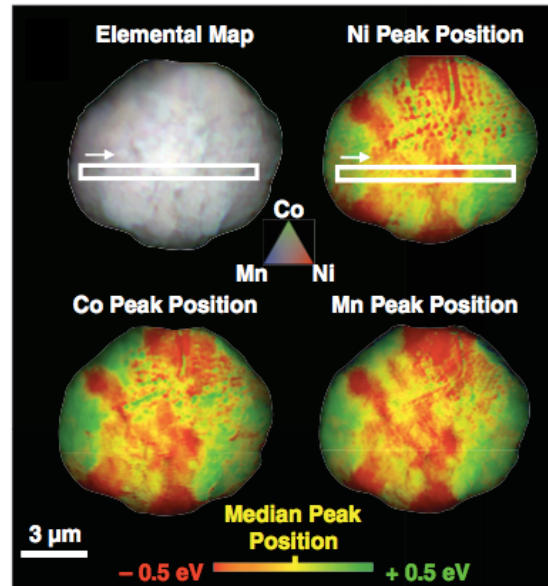 Elemental Map
Ni Peak Position
Co
Mn
Ni
Co Peak Position
Mn Peak Position
3 µm
Median Peak
Position
– 0.5 eV
+ 0.5 eV